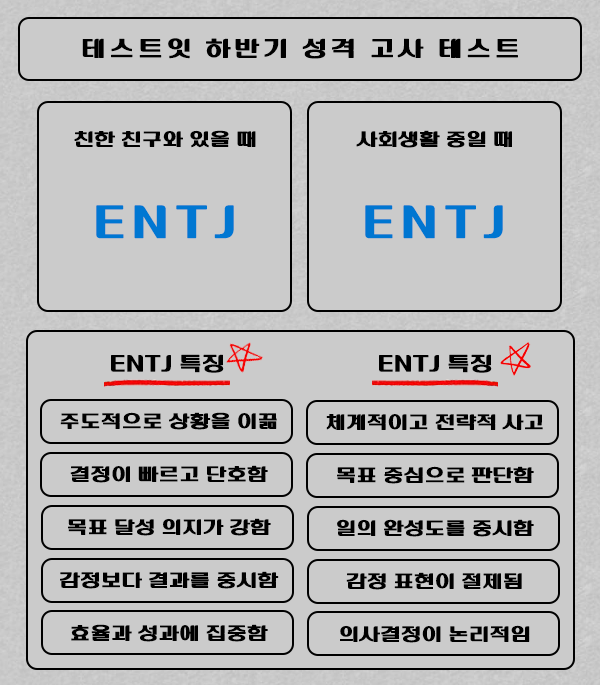 테스트잇 하반기 성격 고사 테스트
친한 친구와 있을 때
ENTJ
사회생활 중일 때
ENTJ
ENTJ 특징
주도적으로 상황을 이끎
결정이 빠르고 단호함
목표 달성 의지가 강함
감정보다 결과를 중시함
효율과 성과에 집중함
ENTJ 특징
체계적이고 전략적 사고
목표 중심으로 판단함
일의 완성도를 중시함
감정 표현이 절제됨
의사결정이 논리적임